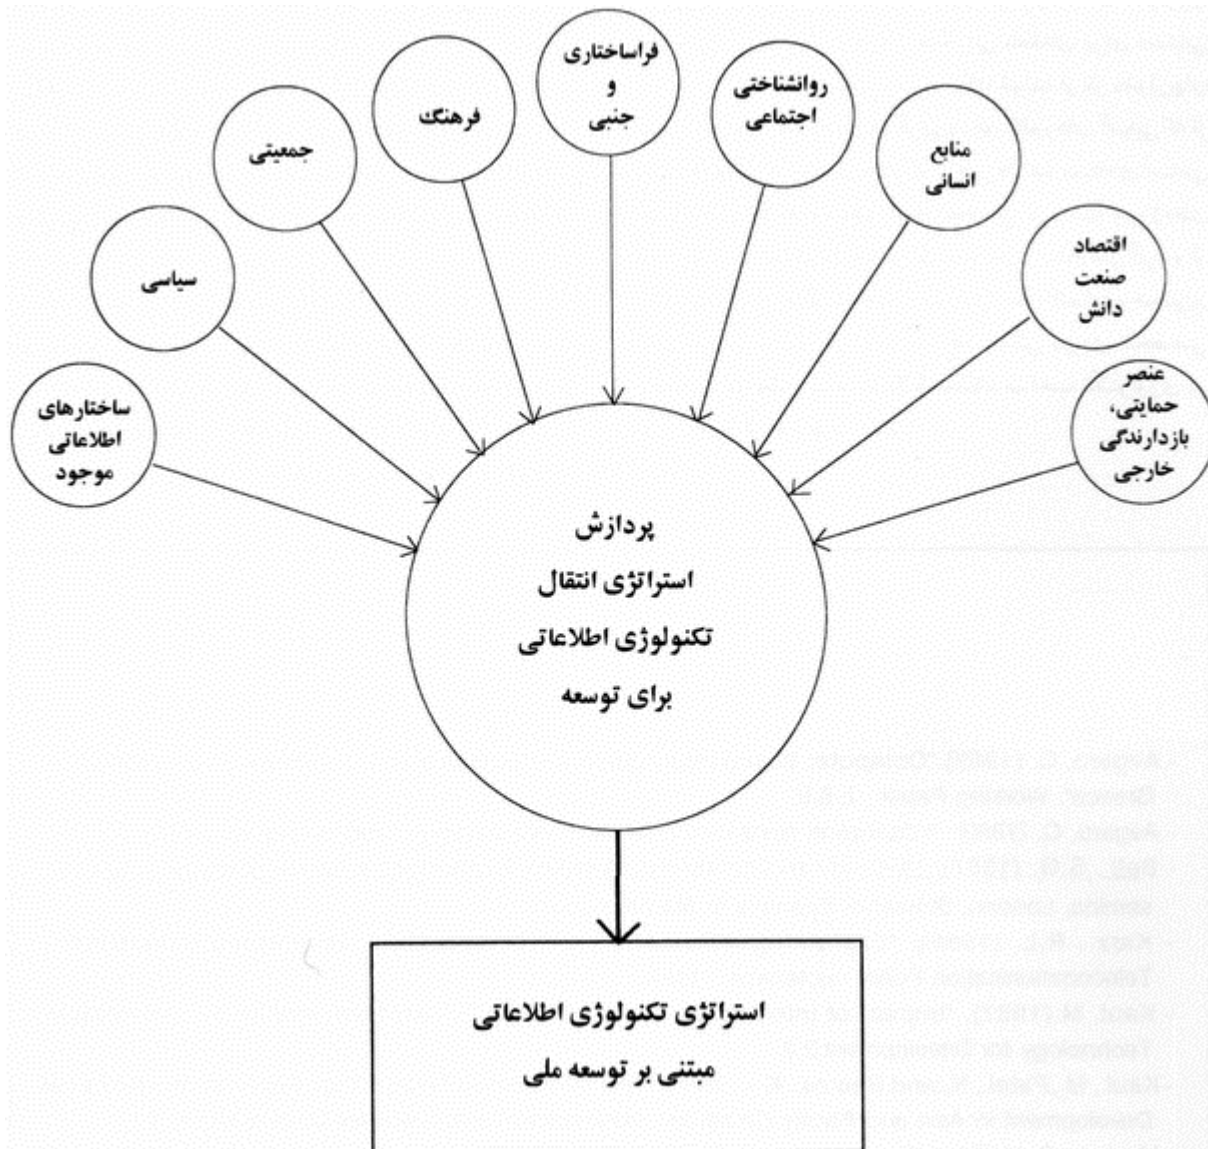 فراساختاری
و
جنبی
روانشناختی
اجتماعی
فرهنگ
منابع
انسانی
جمعیتی
اقتصاد
صنعت
دانش
سیاسی
عنصر
حمایتی،
بازدارندگی
خارجی
ساختارهای
اطلاعاتی
موجود
پردازش
استراتژی انتقال
تکنولوژی اطلاعاتی
برای توسعه
استراتژی تکنولوژی اطلاعاتی
مبتنی بر توسعه ملی